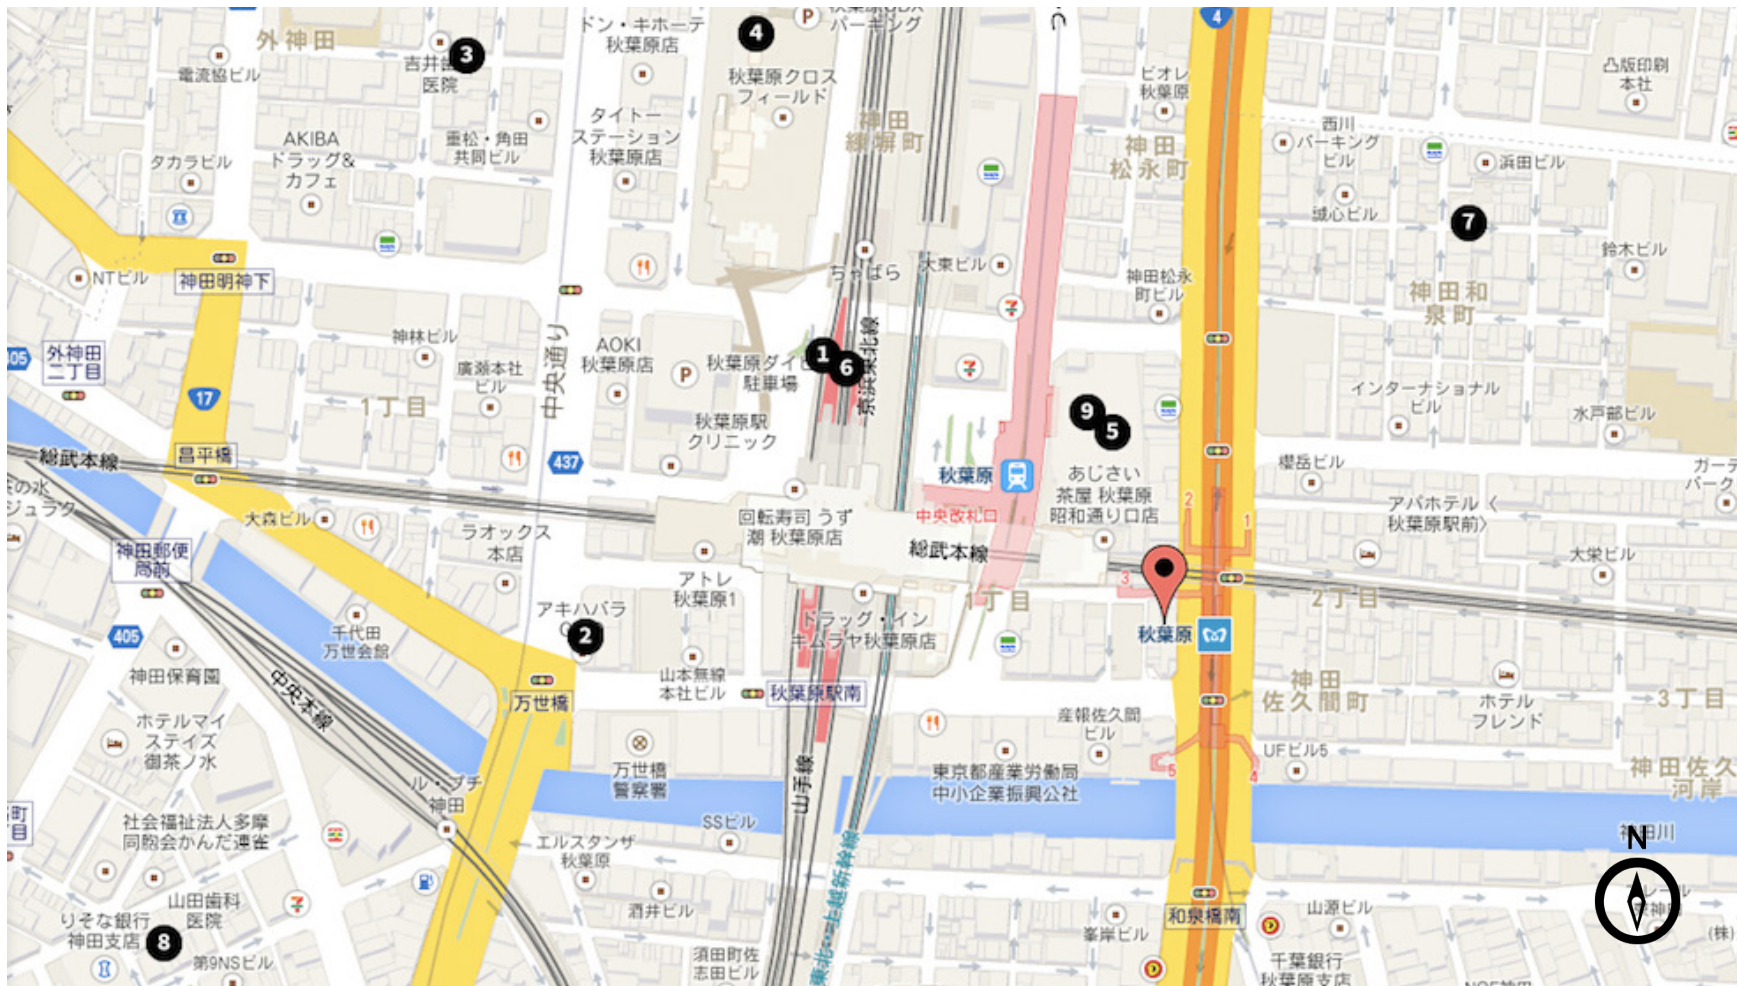 外神田
3
電流協ビル
医院
ドン・キホーテ
秋葉原店
4
P
パーキング
秋葉原クロス
フィールド
神田
練塀町
4
ビオレ
秋葉原
凸版印刷
本社
AKIBA
ドラッグ&
カフェ
重松・角田
共同ビル
タカラビル
タイトー
ステーション
秋葉原店
神田
松永町
西川
パーキング
ビル
浜田ビル
誠心ビル
7
鈴木ビル
NTビル
神田明神下
ちゃばら
大東ビル
神田松永
町ビル
神田和
泉町
外神田
二丁目
17
神林ビル
廣瀬本社
ビル
1丁目
中央通り
AOKI
秋葉原店
P
駐車場
1
6
京浜東北線
秋葉原駅
クリニック
9
5
インターナショナル
ビル
水戸部ビル
総武本線
昌平橋
437
秋葉原
あじさい
茶屋 秋葉原
昭和通り口店
櫻岳ビル
アパホテル〈
秋葉原駅前〉
大森ビル
ラオックス
本店
回転寿司 うず
潮 秋葉原店
中央改札口
総武本線
2
1
3
大栄ビル
神田郵便
局前
アトレ
秋葉原1
1丁目
2丁目
405
千代田
万世会館
アキハバラ
2
ドラッグ・イン
キムラヤ秋葉原店
秋葉原
神田保育園
中央本線
万世橋
山本無線
本社ビル
秋葉原駅南
神田
佐久間町
ホテル
フレンド
3丁目
ホテルマイ
ステイズ
御茶ノ水
産報佐久間
ビル
UFビル5
5
4
神田佐久
河岸
ル・プチ
神田
万世橋
警察署
山手線
東京都産業労働局
中小企業振興公社
社会福祉法人多摩
同胞会かんだ連雀
エルスタンザ
秋葉原
SSビル
神田川
N
山田歯科
医院
りそな銀行
神田支店
8
第9NSビル
酒井ビル
須田町佐
志田ビル
東北・上越新幹線
峯岸ビル
和泉橋南
山源ビル
千葉銀行
秋葉原支店
(株)